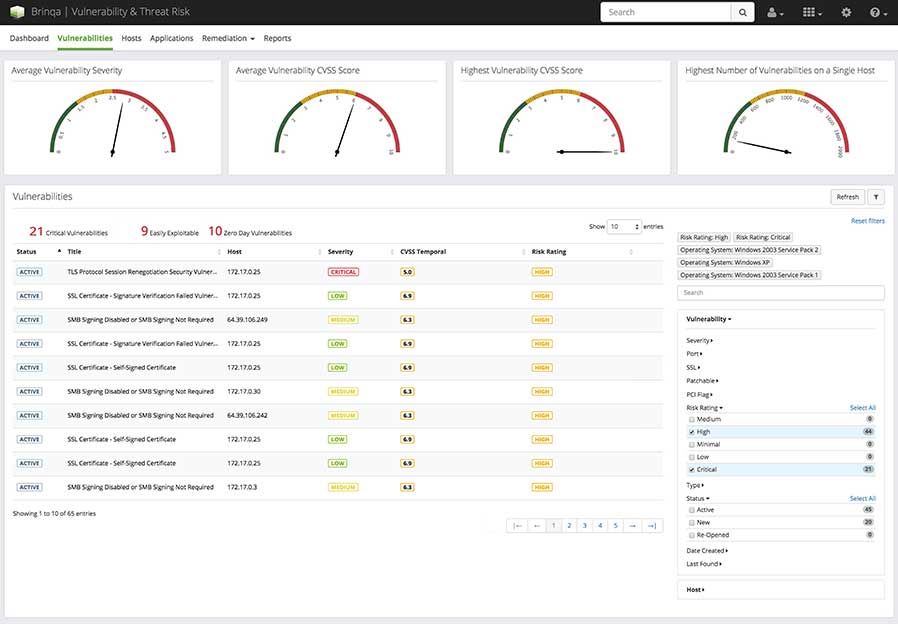 Brinqa | Vulnerability & Threat Risk
Search
Dashboard Vulnerabilities Hosts Applications Remediation Reports
Average Vulnerability Severity
0 0.5 1 1.5 2 2.5 3 3.5 4 4.5 5
Average Vulnerability CVSS Score
0 1 2 3 4 5 6 7 8 9 10
Highest Vulnerability CVSS Score
0 1 2 3 4 5 6 7 8 9 10
Highest Number of Vulnerabilities on a Single Host
0 200 400 600 800 1000 1200 1400 1600 1800 2000
Vulnerabilities
Refresh
21 Critical Vulnerabilities 9 Easily Exploitable 10 Zero Day Vulnerabilities
Show 10 entries
Status Title Host Severity CVSS Temporal Risk Rating
ACTIVE TLS Protocol Session Renegotiation Security Vulner... 172.17.0.25 CRITICAL 5.0 HIGH
ACTIVE SSL Certificate - Signature Verification Failed Vulner... 172.17.0.25 LOW 6.9 HIGH
ACTIVE SMB Signing Disabled or SMB Signing Not Required 64.39.106.249 MEDIUM 6.3 HIGH
ACTIVE SSL Certificate - Signature Verification Failed Vulner... 172.17.0.25 LOW 6.9 HIGH
ACTIVE SSL Certificate - Self-Signed Certificate 172.17.0.25 LOW 6.9 HIGH
ACTIVE SMB Signing Disabled or SMB Signing Not Required 172.17.0.30 MEDIUM 6.3 HIGH
ACTIVE SMB Signing Disabled or SMB Signing Not Required 64.39.106.242 MEDIUM 6.3 HIGH
ACTIVE SSL Certificate - Self-Signed Certificate 172.17.0.25 LOW 6.9 HIGH
ACTIVE SSL Certificate - Self-Signed Certificate 172.17.0.25 LOW 6.9 HIGH
ACTIVE SMB Signing Disabled or SMB Signing Not Required 172.17.0.3 MEDIUM 6.3 HIGH
Showing 1 to 10 of 65 entries
|← ← 1 2 3 4 5 → →|
Reset filters
Risk Rating: High Risk Rating: Critical
Operating System: Windows 2003 Service Pack 2
Operating System: Windows XP
Operating System: Windows 2003 Service Pack 1
Search
Vulnerability
Severity
Port
SSL
Patchable
PCI Flag
Risk Rating Select All
Medium 0
High 44
Minimal 0
Low 0
Critical 21
Type
Status Select All
Active 45
New 20
Re-Opened 0
Date Created
Last Found
Host